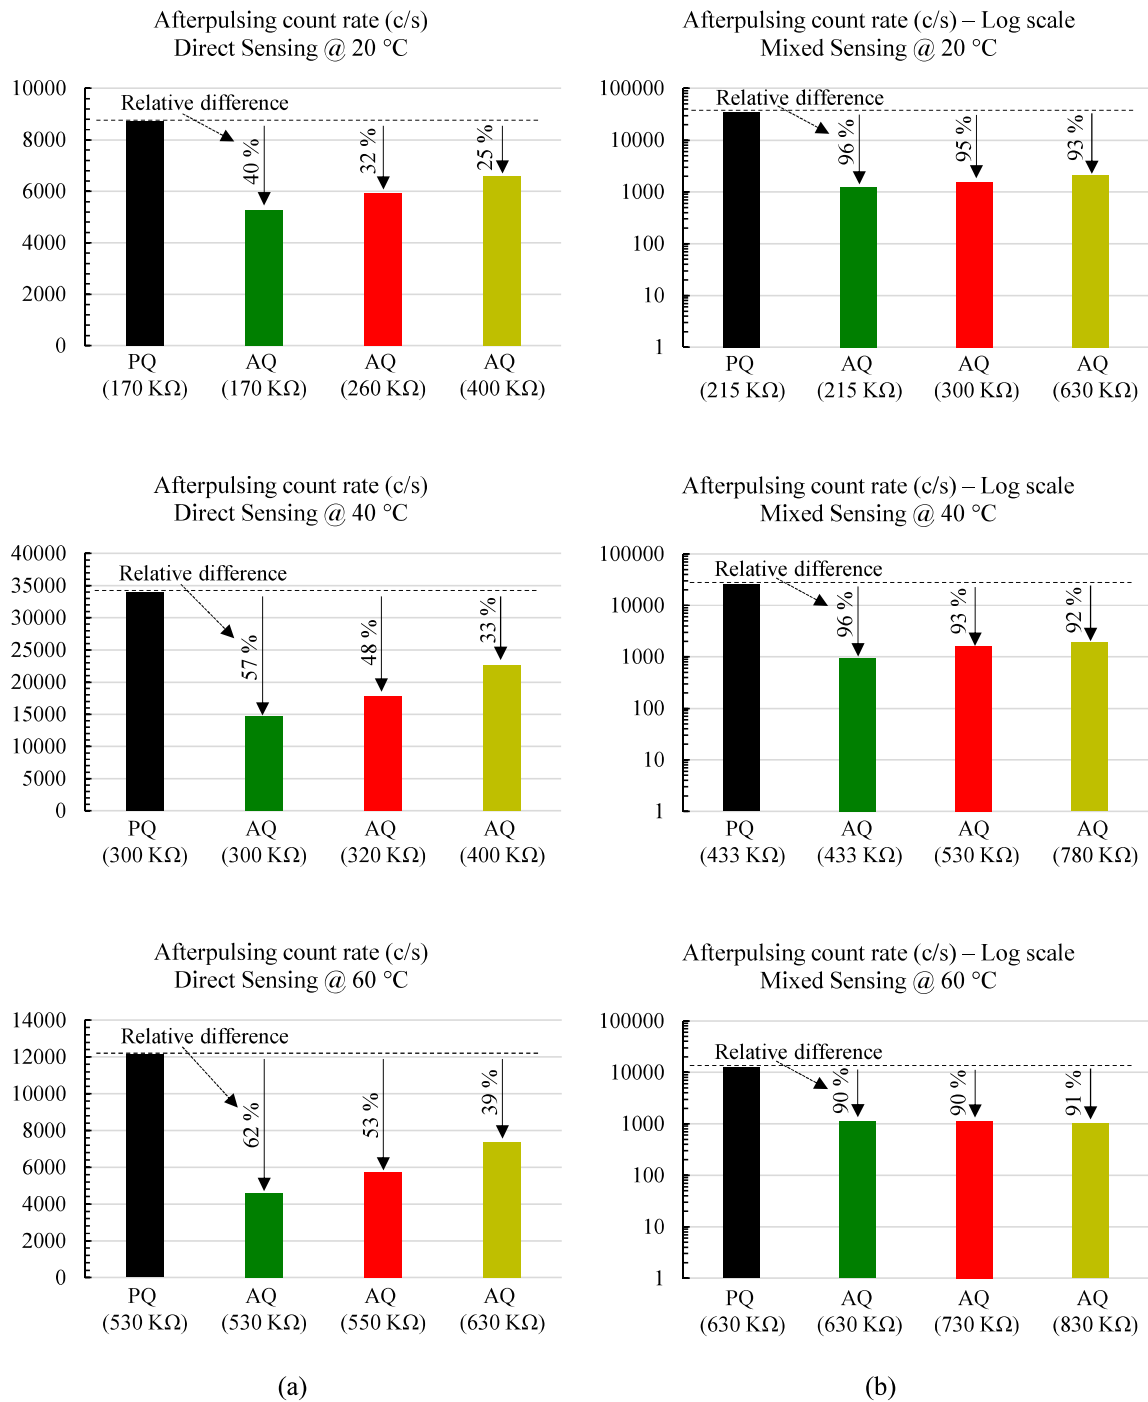 Afterpulsing count rate (c/s)
Direct Sensing @ 20 °C
10000
8000
6000
4000
2000
0
Relative difference
40 %
32 %
25 %
PQ
(170 KΩ)
AQ
(170 KΩ)
AQ
(260 KΩ)
AQ
(400 KΩ)
Afterpulsing count rate (c/s) – Log scale
Mixed Sensing @ 20 °C
100000
10000
1000
100
10
1
Relative difference
96 %
95 %
93 %
PQ
(215 KΩ)
AQ
(215 KΩ)
AQ
(300 KΩ)
AQ
(630 KΩ)
Afterpulsing count rate (c/s)
Direct Sensing @ 40 °C
40000
35000
30000
25000
20000
15000
10000
5000
0
Relative difference
57 %
48 %
33 %
PQ
(300 KΩ)
AQ
(300 KΩ)
AQ
(320 KΩ)
AQ
(400 KΩ)
Afterpulsing count rate (c/s) – Log scale
Mixed Sensing @ 40 °C
100000
10000
1000
100
10
1
Relative difference
96 %
93 %
92 %
PQ
(433 KΩ)
AQ
(433 KΩ)
AQ
(530 KΩ)
AQ
(780 KΩ)
Afterpulsing count rate (c/s)
Direct Sensing @ 60 °C
14000
12000
10000
8000
6000
4000
2000
0
Relative difference
62 %
53 %
39 %
PQ
(530 KΩ)
AQ
(530 KΩ)
AQ
(550 KΩ)
AQ
(630 KΩ)
Afterpulsing count rate (c/s) – Log scale
Mixed Sensing @ 60 °C
100000
10000
1000
100
10
1
Relative difference
90 %
90 %
91 %
PQ
(630 KΩ)
AQ
(630 KΩ)
AQ
(730 KΩ)
AQ
(830 KΩ)
(a)
(b)